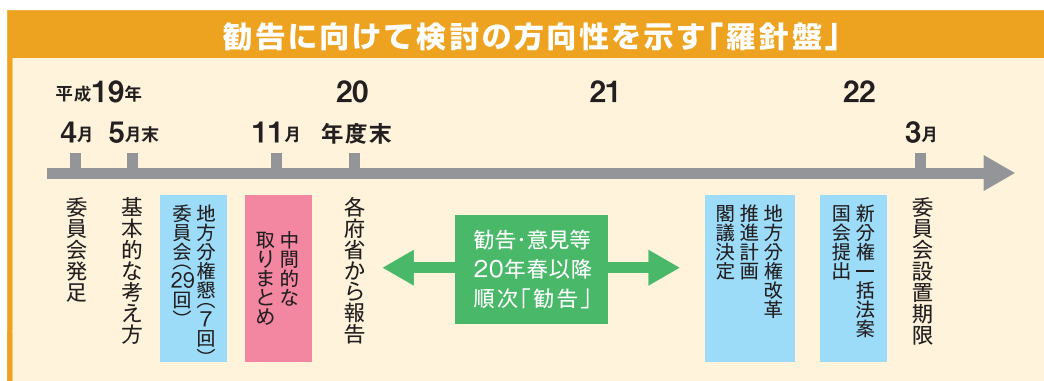 勧告に向けて検討の方向性を示す「羅針盤」
平成19年
20
21
22
4月
5月末
11月
年度末
3月
委員会発足
基本的な考え方
地方分権懇(7回)
委員会(29回)
中間的な
取りまとめ
各府省から報告
勧告・意見等
20年春以降
順次「勧告」
地方分権改革
推進計画
閣議決定
新分権一括法案
国会提出
委員会設置期限